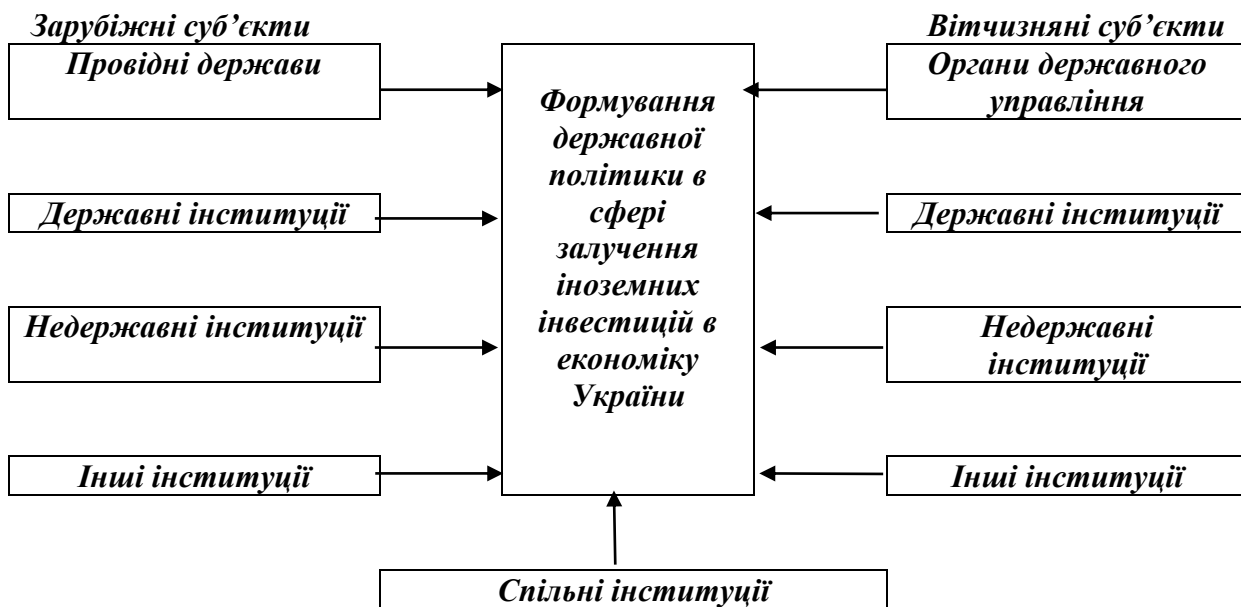 Зарубіжні суб’єкти
Провідні держави
Державні інституції
Недержавні інституції
Інші інституції
Формування
державної
політики в
сфері
залучення
іноземних
інвестицій в
економіку
України
Вітчизняні суб’єкти
Органи державного
управління
Державні інституції
Недержавні
інституції
Інші інституції
Спільні інституції